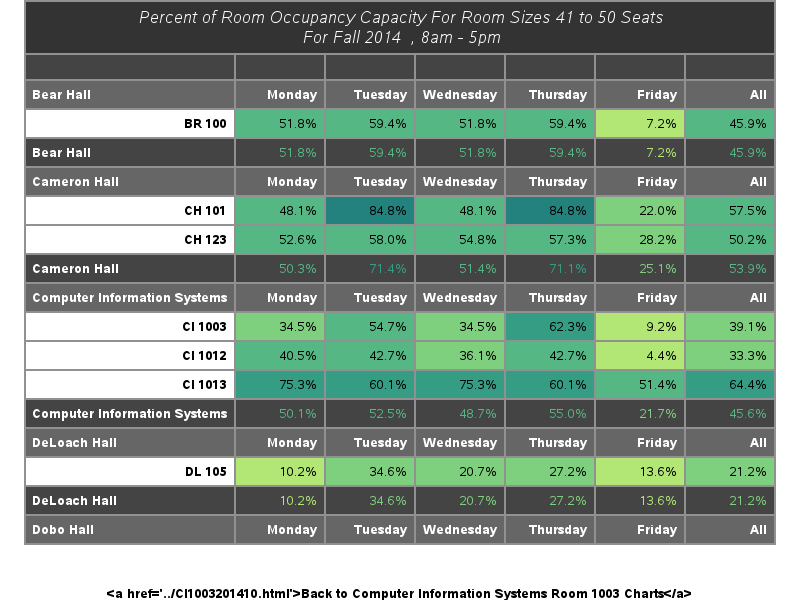 Percent of Room Occupancy Capacity For Room Sizes 41 to 50 Seats
For Fall 2014 , 8am - 5pm
Bear Hall Monday Tuesday Wednesday Thursday Friday All
BR 100 51.8% 59.4% 51.8% 59.4% 7.2% 45.9%
Bear Hall 51.8% 59.4% 51.8% 59.4% 7.2% 45.9%
Cameron Hall Monday Tuesday Wednesday Thursday Friday All
CH 101 48.1% 84.8% 48.1% 84.8% 22.0% 57.5%
CH 123 52.6% 58.0% 54.8% 57.3% 28.2% 50.2%
Cameron Hall 50.3% 71.4% 51.4% 71.1% 25.1% 53.9%
Computer Information Systems Monday Tuesday Wednesday Thursday Friday All
CI 1003 34.5% 54.7% 34.5% 62.3% 9.2% 39.1%
CI 1012 40.5% 42.7% 36.1% 42.7% 4.4% 33.3%
CI 1013 75.3% 60.1% 75.3% 60.1% 51.4% 64.4%
Computer Information Systems 50.1% 52.5% 48.7% 55.0% 21.7% 45.6%
DeLoach Hall Monday Tuesday Wednesday Thursday Friday All
DL 105 10.2% 34.6% 20.7% 27.2% 13.6% 21.2%
DeLoach Hall 10.2% 34.6% 20.7% 27.2% 13.6% 21.2%
Dobo Hall Monday Tuesday Wednesday Thursday Friday All
&lt;a href='../CI1003201410.html'&gt;Back to Computer Information Systems Room 1003 Charts&lt;/a&gt;